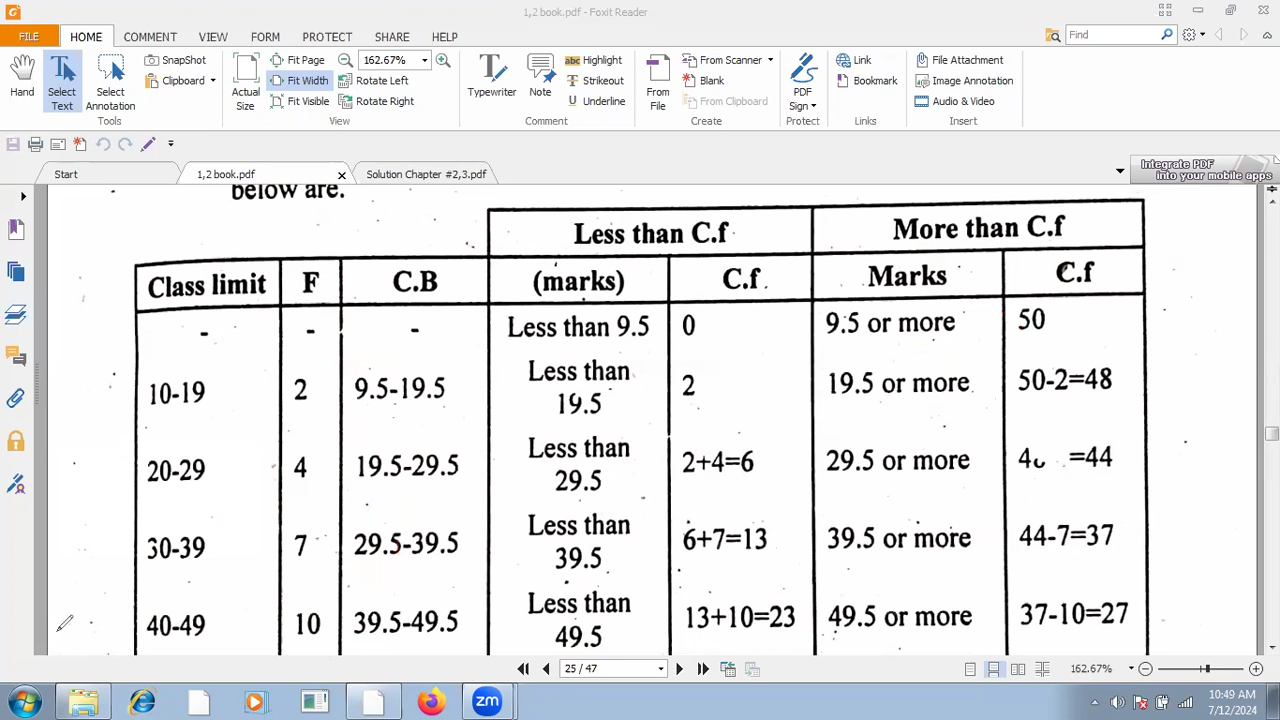 1,2 book.pdf - Foxit Reader
FILE HOME COMMENT VIEW FORM PROTECT SHARE HELP Find
Hand Select Text Select Annotation SnapShot Clipboard Tools
Actual Size Fit Page Fit Width Fit Visible 162.67% Rotate Left Rotate Right View
Typewriter Note Highlight Strikeout Underline Comment
From File From Scanner Blank From Clipboard Create
PDF Sign Protect
Link Bookmark Links
File Attachment Image Annotation Audio & Video Insert
Start 1,2 book.pdf Solution Chapter #2,3.pdf
Integrate PDF
into your mobile apps
below are.
Less than C.f More than C.f
Class limit F C.B (marks) C.f. Marks C.f
- - - Less than 9.5 0 9.5 or more 50
10-19 2 9.5-19.5 Less than 19.5 2 19.5 or more 50-2=48
20-29 4 19.5-29.5 Less than 29.5 2+4=6 29.5 or more =44
30-39 7 29.5-39.5 Less than 39.5 6+7=13 39.5 or more 44-7=37
40-49 10 39.5-49.5 Less than 49.5 13+10=23 49.5 or more 37-10=27
25 / 47 162.67%
zm 10:49 AM
7/12/2024